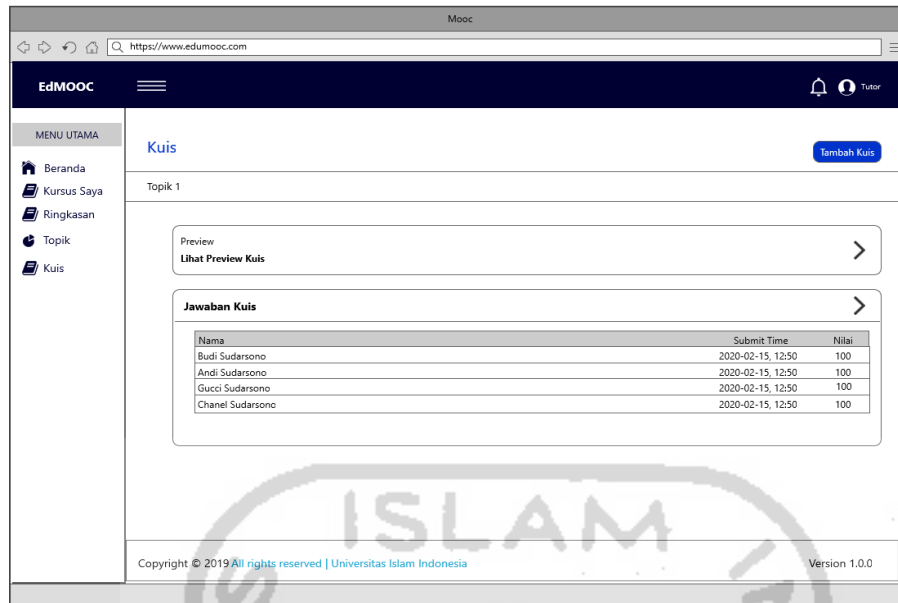 Mooc
https://www.edumooc.com
EdMOOC
Tutor
MENU UTAMA
Beranda
Kursus Saya
Ringkasan
Topik
Kuis
Kuis
Tambah Kuis
Topik 1
Preview
Lihat Preview Kuis
Jawaban Kuis
Nama Submit Time Nilai
Budi Sudarsono 2020-02-15, 12:50 100
Andi Sudarsono 2020-02-15, 12:50 100
Gucci Sudarsono 2020-02-15, 12:50 100
Chanel Sudarsono 2020-02-15, 12:50 100
ISLAM
Copyright © 2019 All rights reserved | Universitas Islam Indonesia Version 1.0.0